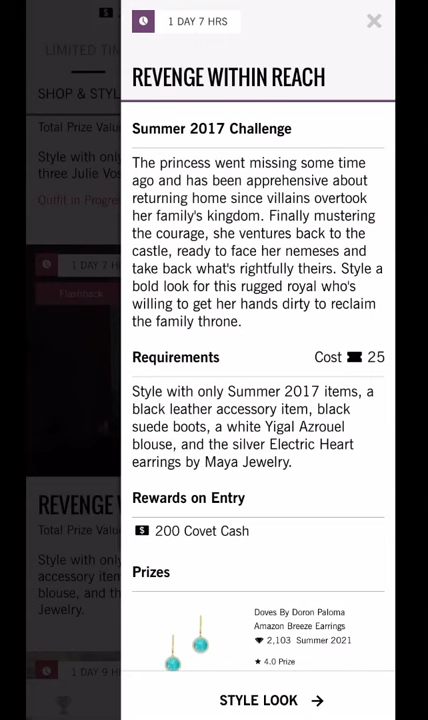 1 DAY 7 HRS
REVENGE WITHIN REACH
Summer 2017 Challenge
The princess went missing some time
ago and has been apprehensive about
returning home since villains overtook
her family's kingdom. Finally mustering
the courage, she ventures back to the
castle, ready to face her nemeses and
take back what's rightfully theirs. Style a
bold look for this rugged royal who's
willing to get her hands dirty to reclaim
the family throne.
Requirements Cost 25
Style with only Summer 2017 items, a
black leather accessory item, black
suede boots, a white Yigal Azrouel
blouse, and the silver Electric Heart
earrings by Maya Jewelry.
Rewards on Entry
$ 200 Covet Cash
Prizes
Doves By Doron Paloma
Amazon Breeze Earrings
2,103 Summer 2021
★ 4.0 Prize
STYLE LOOK →
LIMITED TIM
SHOP & STYL
Total Prize Valu
Style with only
three Julie Vos
Outfit in Progres
1 DAY 7 H
Flashback
REVENGE
Total Prize Valu
Style with only
accessory item
blouse, and th
Jewelry.
1 DAY 9 H